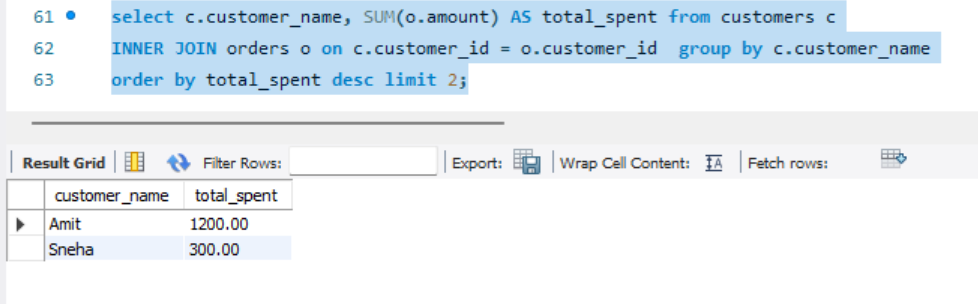 61 select c.customer_name, SUM(o.amount) AS total_spent from customers c
62 INNER JOIN orders o on c.customer_id = o.customer_id  group by c.customer_name
63 order by total_spent desc limit 2;
Result Grid Filter Rows: Export: Wrap Cell Content: IA Fetch rows:
customer_name total_spent
Amit 1200.00
Sneha 300.00